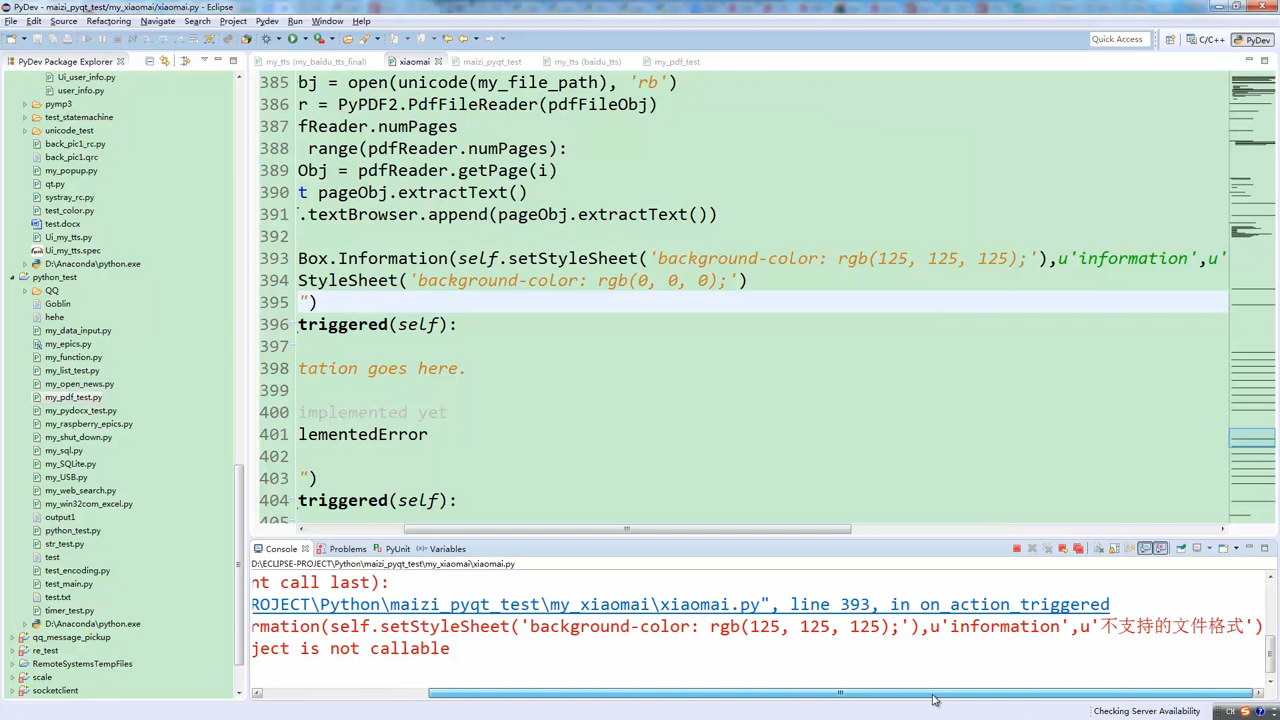 PyDev - maizi_pyqt_test/my_xiaomai/xiaomai.py - Eclipse
File Edit Source Refactoring Navigate Search Project Pydev Run Window Help
Quick Access
C/C++
PyDev
PyDev Package Explorer
my_tts (my_baidu_tts_final)
xiaomai
maizi_pyqt_test
my_tts (baidu_tts)
my_pdf_test
Ui_user_info.py
user_info.py
pymp3
test_statemachine
unicode_test
back_pic1_rc.py
back_pic1.qrc
my_popup.py
qt.py
systray_rc.py
test_color.py
test.docx
Ui_my_tts.py
Ui_my_tts.spec
D:\Anaconda\python.exe
python_test
QQ
Goblin
hehe
my_data_input.py
my_epics.py
my_function.py
my_list_test.py
my_open_news.py
my_pdf_test.py
my_pydocx_test.py
my_raspberry_epics.py
my_shut_down.py
my_sql.py
my_SQLite.py
my_USB.py
my_web_search.py
my_win32com_excel.py
output1
python_test.py
str_test.py
test
test_encoding.py
test_main.py
test.txt
timer_test.py
D:\Anaconda\python.exe
qq_message_pickup
re_test
RemoteSystemsTempFiles
scale
socketclient
385 bj = open(unicode(my_file_path), 'rb')
386 r = PyPDF2.PdfFileReader(pdfFileObj)
387 fReader.numPages
388 range(pdfReader.numPages):
389 Obj = pdfReader.getPage(i)
390 t pageObj.extractText()
391 .textBrowser.append(pageObj.extractText())
392
393 Box.Information(self.setStyleSheet('background-color: rgb(125, 125, 125);'),u'information',u'
394 StyleSheet('background-color: rgb(0, 0, 0);')
395 ")
396 triggered(self):
397
398 tation goes here.
399
400 implemented yet
401 lementedError
402
403 ")
404 triggered(self):
405
Console
Problems
PyUnit
Variables
D:\ECLIPSE-PROJECT\Python\maizi_pyqt_test\my_xiaomai\xiaomai.py
nt call last):
ROJECT\Python\maizi_pyqt_test\my_xiaomai\xiaomai.py", line 393, in on_action_triggered
rmation(self.setStyleSheet('background-color: rgb(125, 125, 125);'),u'information',u'不支持的文件格式')
ject is not callable
Checking Server Availability
CH